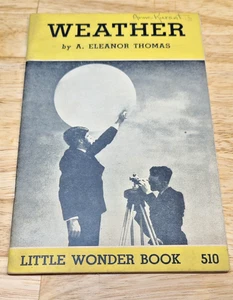 WEATHER
by A. ELEANOR THOMAS
LITTLE WONDER BOOK 510